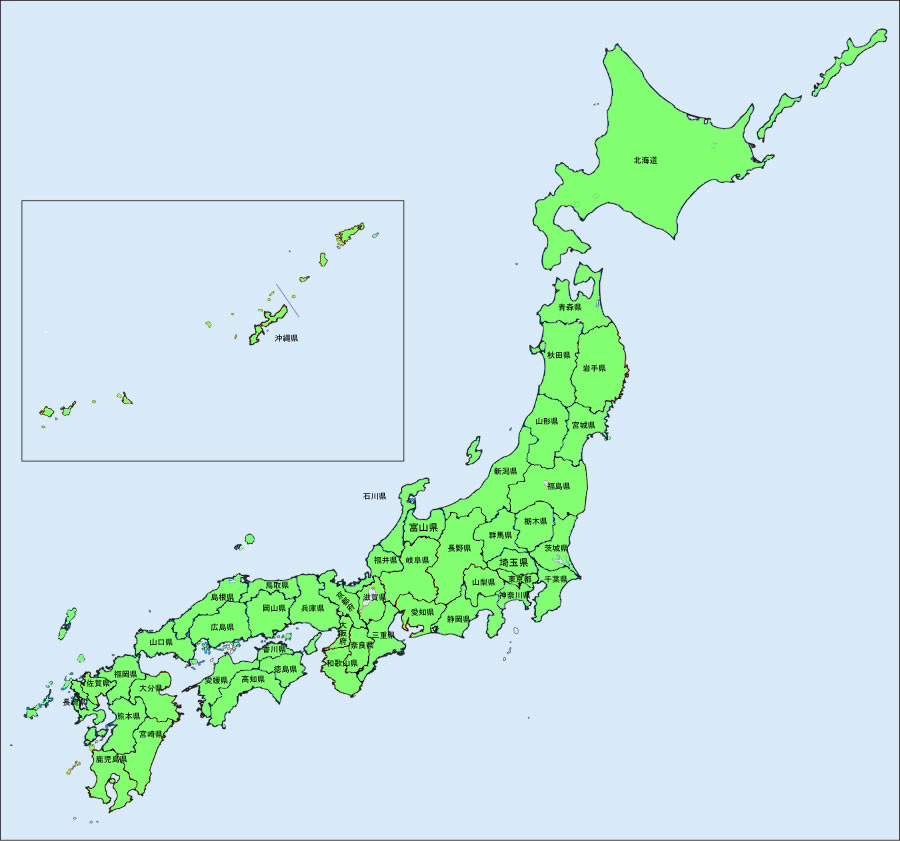 北海道
青森県
秋田県
岩手県
山形県
宮城県
新潟県
福島県
沖縄県
石川県
富山県
栃木県
群馬県
長野県
茨城県
福井県
岐阜県
埼玉県
山梨県
東京都
千葉県
神奈川県
愛知県
静岡県
滋賀県
京都府
鳥取県
島根県
岡山県
兵庫県
広島県
山口県
大阪府
三重県
奈良県
和歌山県
香川県
徳島県
愛媛県
高知県
福岡県
佐賀県
大分県
熊本県
宮崎県
鹿児島県